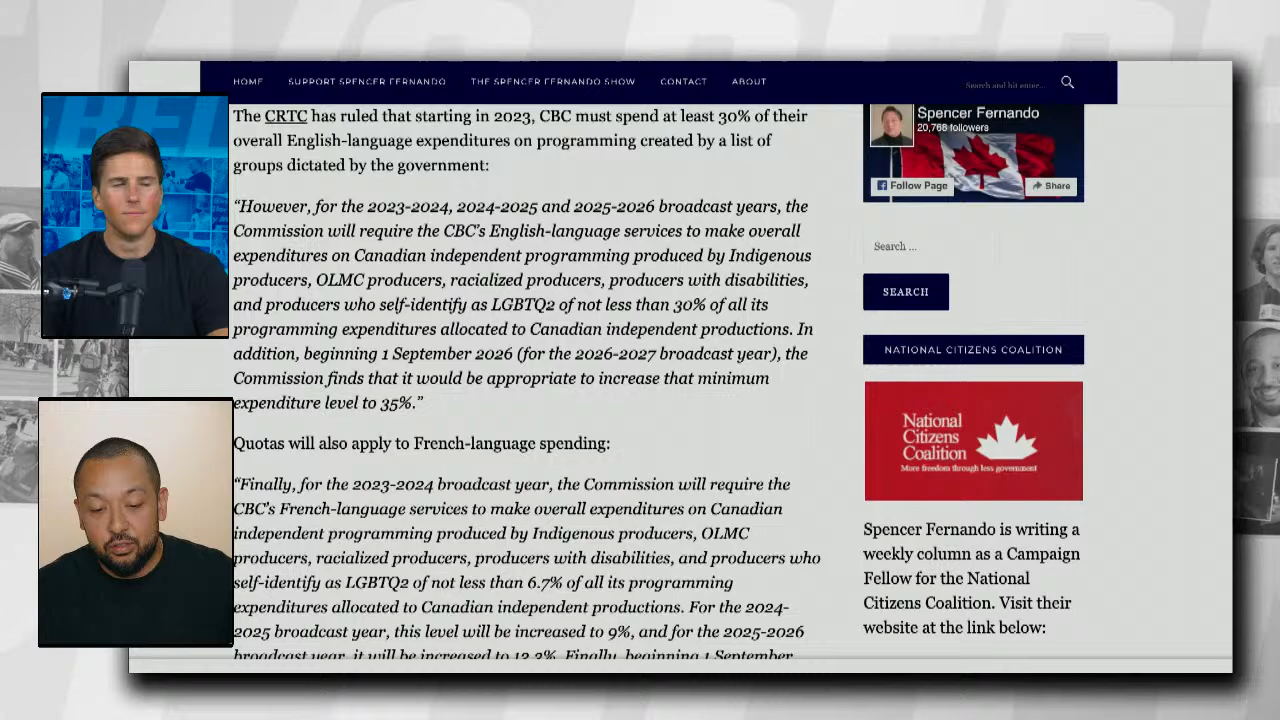 HOME SUPPORT SPENCER FERNANDO THE SPENCER FERNANDO SHOW CONTACT ABOUT
Search and hit enter...
The CRTC has ruled that starting in 2023, CBC must spend at least 30% of their
overall English-language expenditures on programming created by a list of
groups dictated by the government:
“However, for the 2023-2024, 2024-2025 and 2025-2026 broadcast years, the
Commission will require the CBC’s English-language services to make overall
expenditures on Canadian independent programming produced by Indigenous
producers, OLMC producers, racialized producers, producers with disabilities,
and producers who self-identify as LGBTQ2 of not less than 30% of all its
programming expenditures allocated to Canadian independent productions. In
addition, beginning 1 September 2026 (for the 2026-2027 broadcast year), the
Commission finds that it would be appropriate to increase that minimum
expenditure level to 35%.”
Quotas will also apply to French-language spending:
“Finally, for the 2023-2024 broadcast year, the Commission will require the
CBC’s French-language services to make overall expenditures on Canadian
independent programming produced by Indigenous producers, OLMC
producers, racialized producers, producers with disabilities, and producers who
self-identify as LGBTQ2 of not less than 6.7% of all its programming
expenditures allocated to Canadian independent productions. For the 2024-
2025 broadcast year, this level will be increased to 9%, and for the 2025-2026
broadcast year, it will be increased to Finally, beginning 1 September
Spencer Fernando
20,766 followers
Follow Page
Share
Search ...
SEARCH
NATIONAL CITIZENS COALITION
National
Citizens
Coalition
More freedom through less government
Spencer Fernando is writing a
weekly column as a Campaign
Fellow for the National
Citizens Coalition. Visit their
website at the link below: